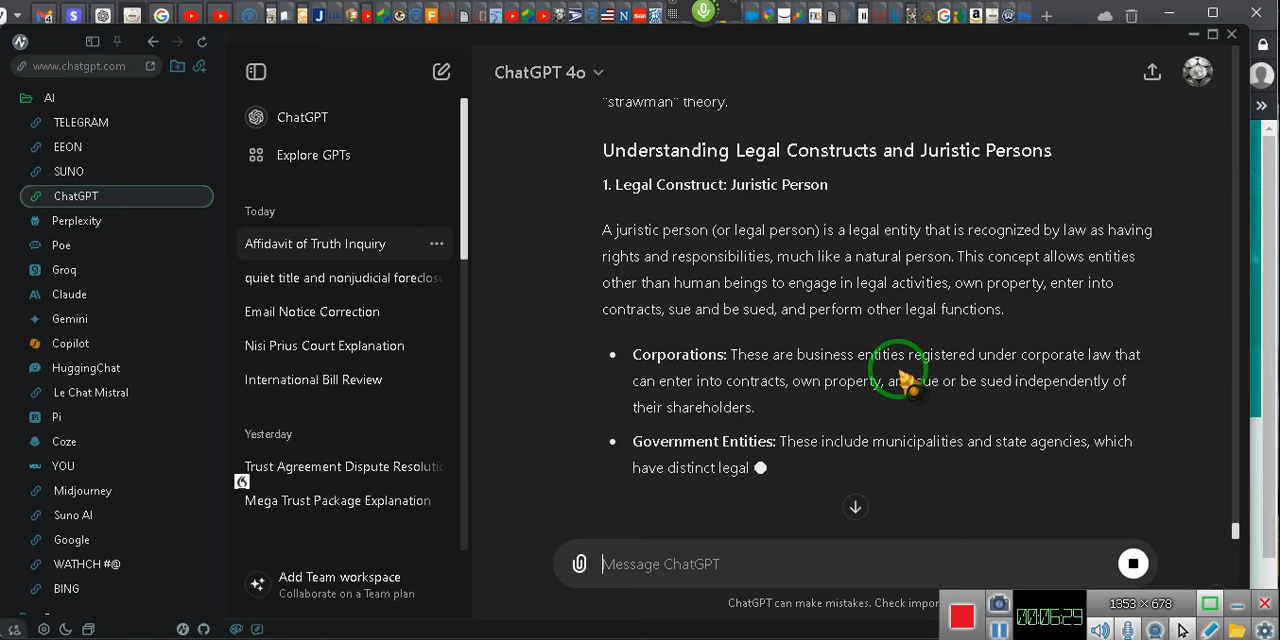 www.chatgpt.com
AI
TELEGRAM
EEON
SUNO
ChatGPT
Perplexity
Poe
Groq
Claude
Gemini
Copilot
HuggingChat
Le Chat Mistral
Pi
Coze
YOU
Midjourney
Suno AI
Google
WATHCH #@
BING
ChatGPT
Explore GPTs
Today
Affidavit of Truth Inquiry
quiet title and nonjudicial foreclosu
Email Notice Correction
Nisi Prius Court Explanation
International Bill Review
Yesterday
Trust Agreement Dispute Resolutio
Mega Trust Package Explanation
Add Team workspace
Collaborate on a Team plan
ChatGPT 4o
"strawman" theory.
Understanding Legal Constructs and Juristic Persons
1. Legal Construct: Juristic Person
A juristic person (or legal person) is a legal entity that is recognized by law as having
rights and responsibilities, much like a natural person. This concept allows entities
other than human beings to engage in legal activities, own property, enter into
contracts, sue and be sued, and perform other legal functions.
• Corporations: These are business entities registered under corporate law that
can enter into contracts, own property, and sue or be sued independently of
their shareholders.
• Government Entities: These include municipalities and state agencies, which
have distinct legal
Message ChatGPT
ChatGPT can make mistakes. Check impor
00:06:29
1353 × 678